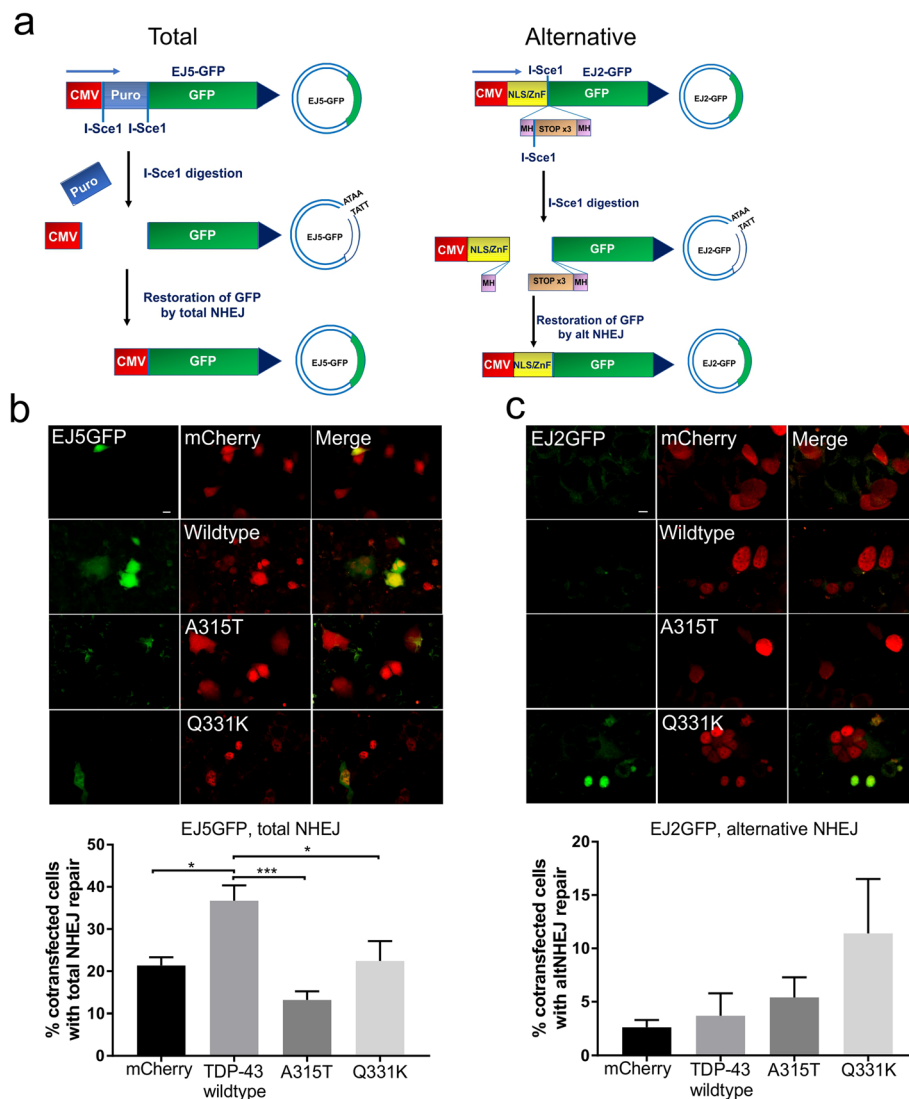 a
Total
EJ5-GFP
CMV
Puro
GFP
I-Sce1 I-Sce1
EJ5-GFP
Puro
I-Sce1 digestion
ATAA
TATT
CMV
GFP
EJ5-GFP
Restoration of GFP
by total NHEJ
CMV
GFP
EJ5-GFP
Alternative
I-Sce1
EJ2-GFP
CMV
NLS/ZnF
GFP
EJ2-GFP
MH
STOP x3
MH
I-Sce1
I-Sce1 digestion
ATAA
TATT
CMV
NLS/ZnF
GFP
EJ2-GFP
MH
STOP x3
MH
Restoration of GFP
by alt NHEJ
CMV
NLS/ZnF
GFP
EJ2-GFP
b
EJ5GFP
mCherry
Merge
Wildtype
A315T
Q331K
EJ5GFP, total NHEJ
% cotransfected cells
with total NHEJ repair
50
40
30
20
10
0
*
***
*
mCherry
TDP-43
wildtype
A315T
Q331K
c
EJ2GFP
mCherry
Merge
Wildtype
A315T
Q331K
EJ2GFP, alternative NHEJ
% cotransfected cells
with altNHEJ repair
20
15
10
5
0
mCherry
TDP-43
wildtype
A315T
Q331K